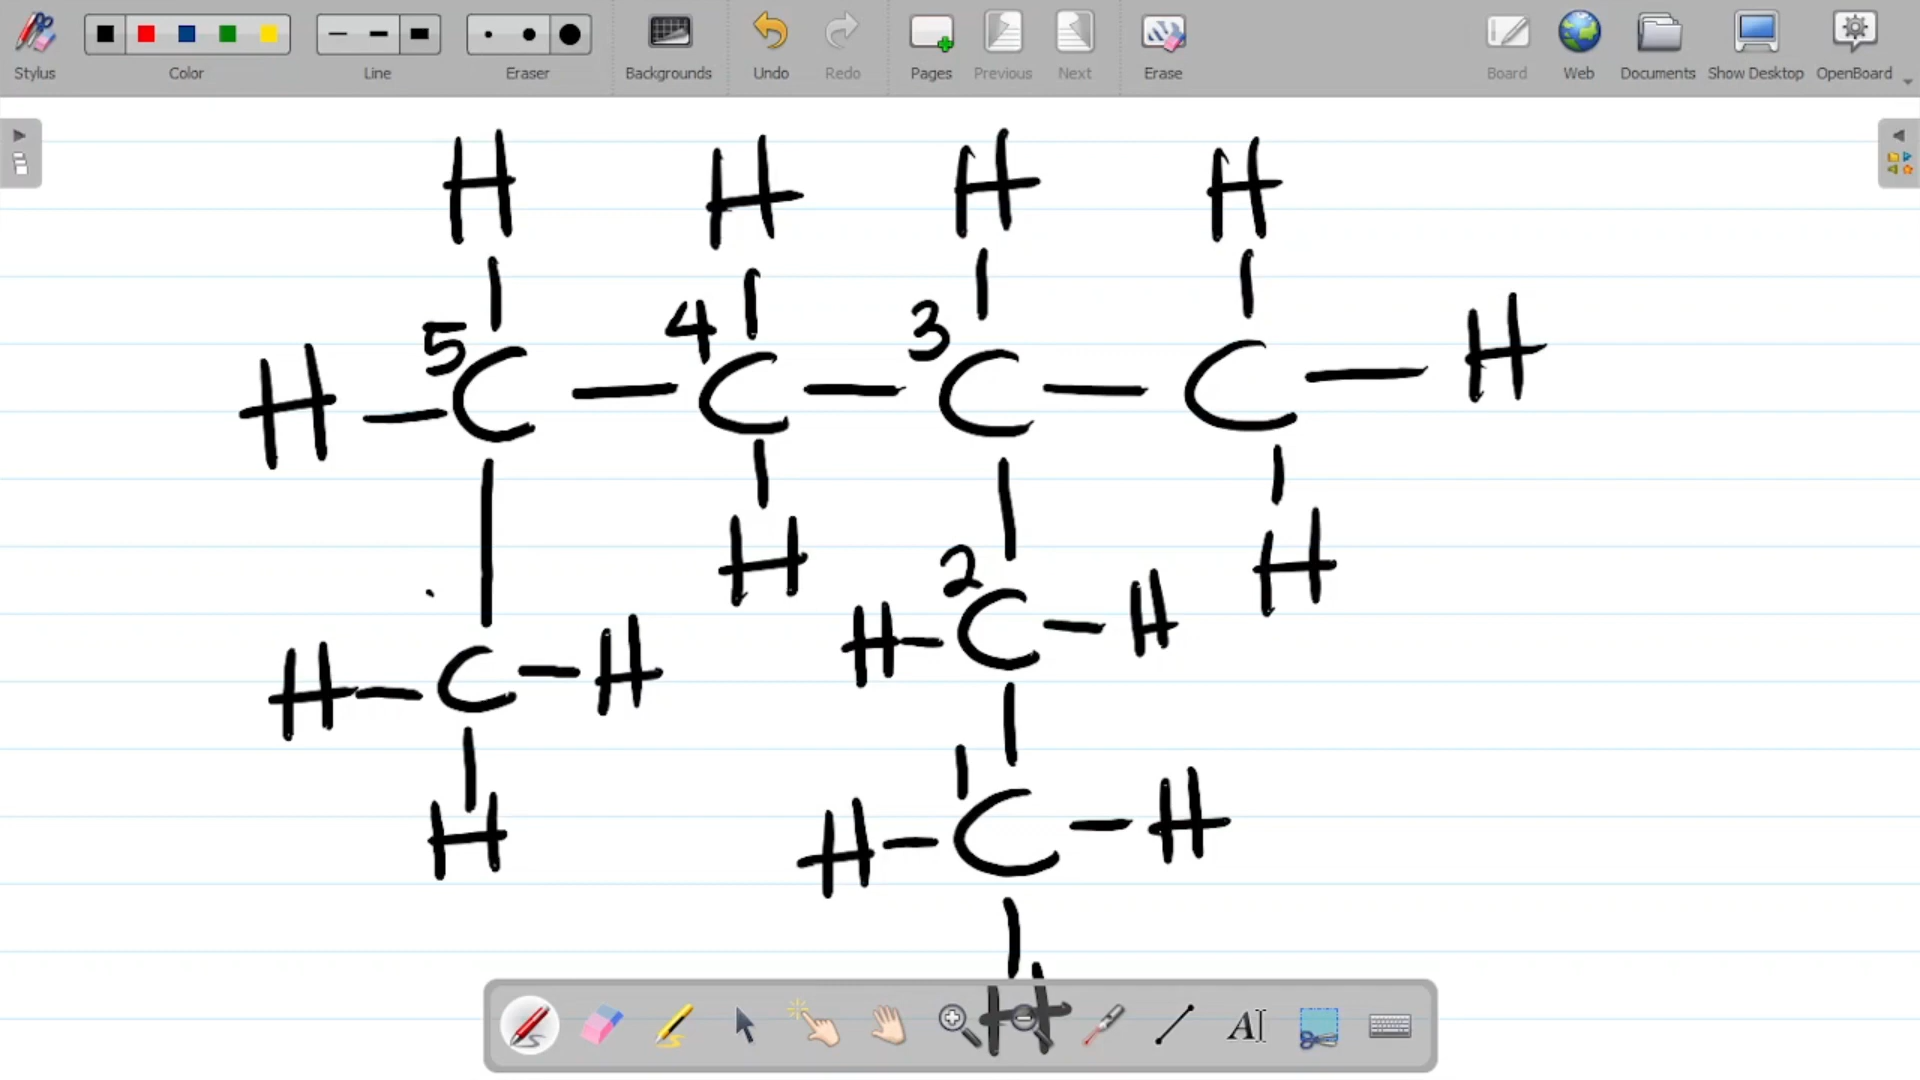 Stylus Color Line Eraser Backgrounds Undo Redo Pages Previous Next Erase Board Web Documents Show Desktop OpenBoard
H H H H
5 4 3
H – C – C – C – C – H
H H
2
H – C – H
H – C – H
1
H – C – H
H
H